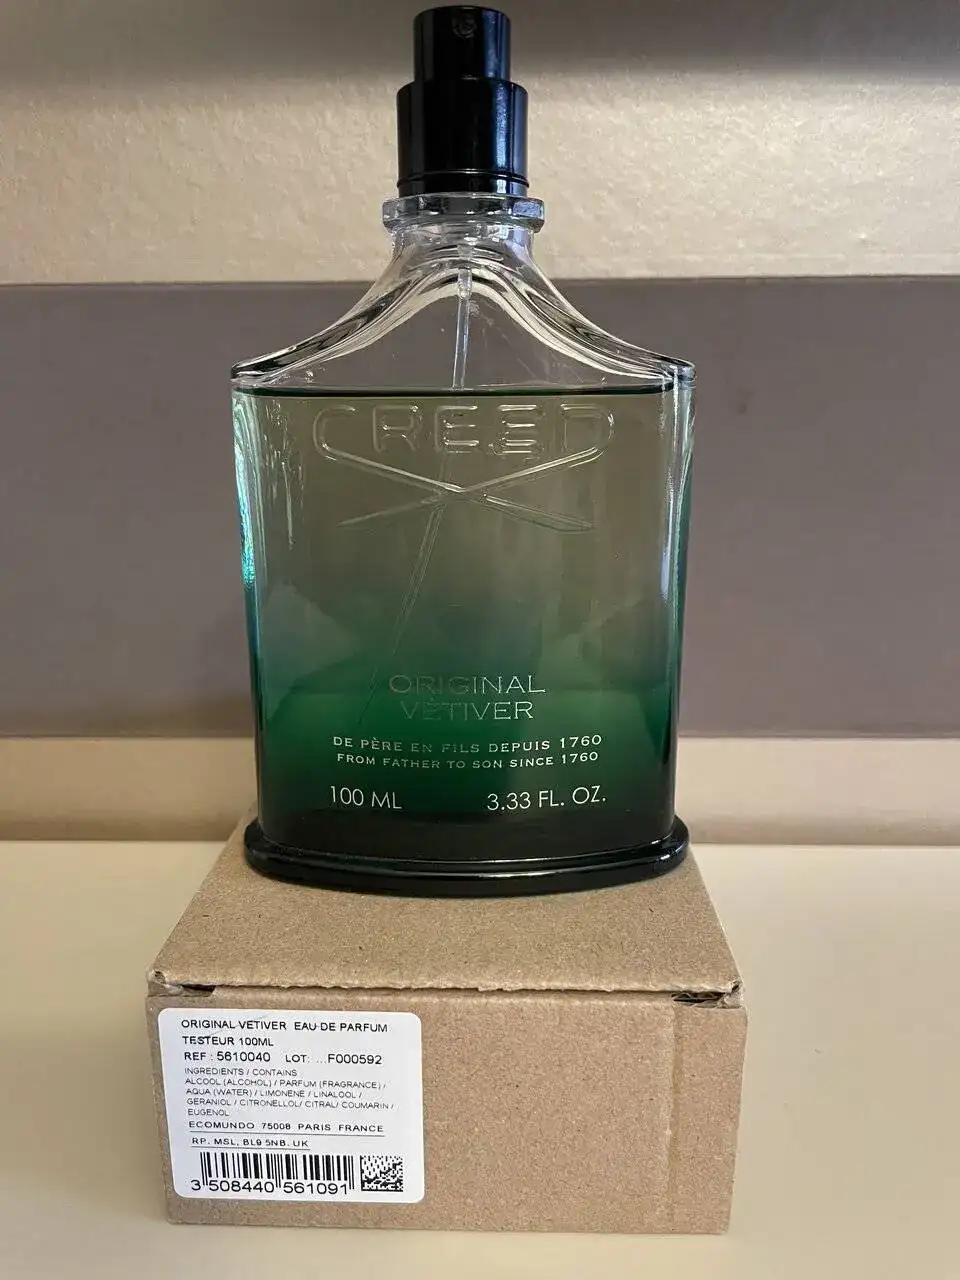 CREED
ORIGINAL
VETIVER
DE PÈRE EN FILS DEPUIS 1760
FROM FATHER TO SON SINCE 1760
100 ML 3.33 FL. OZ.
ORIGINAL VETIVER EAU DE PARFUM
TESTEUR 100ML
REF : 5610040 LOT: ...F000592
INGREDIENTS / CONTAINS
ALCOOL (ALCOHOL) / PARFUM (FRAGRANCE) /
AQUA (WATER) / LIMONENE / LINALOOL /
GERANIOL / CITRONELLOL/ CITRAL/ COUMARIN /
EUGENOL
ECOMUNDO 75008 PARIS FRANCE
RP. MSL, BL9 5NB. UK
3 508440 561091